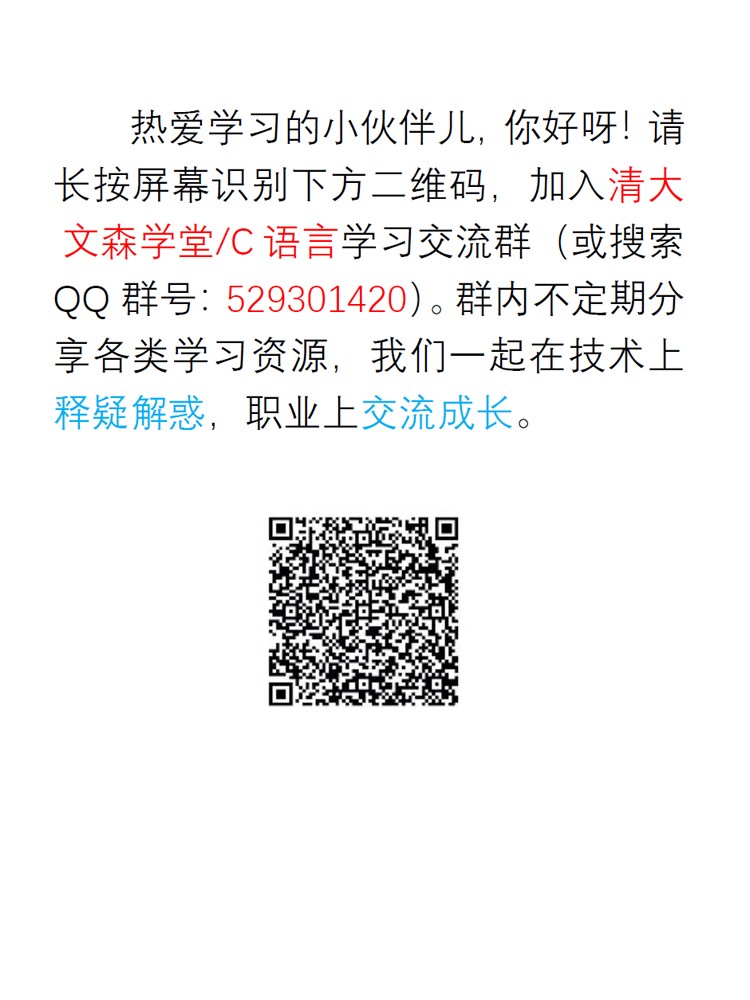 热爱学习的小伙伴儿，你好呀！请
长按屏幕识别下方二维码，加入清大
文森学堂/C 语言学习交流群（或搜索
QQ 群号：529301420）。群内不定期分
享各类学习资源，我们一起在技术上
释疑解惑，职业上交流成长。